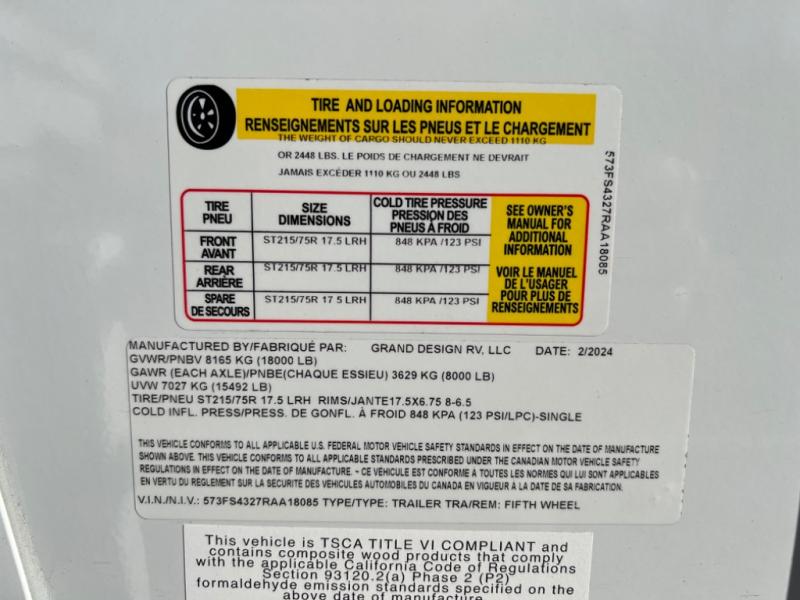 TIRE AND LOADING INFORMATION
RENSEIGNEMENTS SUR LES PNEUS ET LE CHARGEMENT
THE WEIGHT OF CARGO SHOULD NEVER EXCEED 1110 KG
OR 2448 LBS. LE POIDS DE CHARGEMENT NE DEVRAIT
JAMAIS EXCÉDER 1110 KG OU 2448 LBS
573FS4327RAA18085
TIRE SIZE COLD TIRE PRESSURE
PNEU DIMENSIONS PRESSION DES
PNEUS À FROID
FRONT ST215/75R 17.5 LRH 848 KPA /123 PSI
AVANT
REAR ST215/75R 17.5 LRH 848 KPA /123 PSI
ARRIÈRE
SPARE ST215/75R 17 5 LRH 848 KPA /123 PSI
DE SECOURS
SEE OWNER'S
MANUAL FOR
ADDITIONAL
INFORMATION
VOIR LE MANUEL
DE L'USAGER
POUR PLUS DE
RENSEIGNEMENTS
MANUFACTURED BY/FABRIQUÉ PAR: GRAND DESIGN RV, LLC DATE: 2/2024
GVWR/PNBV 8165 KG (18000 LB)
GAWR (EACH AXLE)/PNBE(CHAQUE ESSIEU) 3629 KG (8000 LB)
UVW 7027 KG (15492 LB)
TIRE/PNEU ST215/75R 17.5 LRH RIMS/JANTE17.5X6.75 8-6.5
COLD INFL. PRESS/PRESS. DE GONFL. À FROID 848 KPA (123 PSI/LPC)-SINGLE
THIS VEHICLE CONFORMS TO ALL APPLICABLE U.S. FEDERAL MOTOR VEHICLE SAFETY STANDARDS IN EFFECT ON THE DATE OF MANUFACTURE
SHOWN ABOVE. THIS VEHICLE CONFORMS TO ALL APPLICABLE STANDARDS PRESCRIBED UNDER THE CANADIAN MOTOR VEHICLE SAFETY
REGULATIONS IN EFFECT ON THE DATE OF MANUFACTURE. - CE VÉHICULE EST CONFORME A TOUTES LES NORMES QUI LUI SONT APPLICABLES
EN VERTU DU RÈGLEMENT SUR LA SECURITE DES VÉHICULES AUTOMOBILES DU CANADA EN VIGUEUR A LA DATE DE SA FABRICATION.
V.I.N./N.I.V.: 573FS4327RAA18085 TYPE/TYPE: TRAILER TRA/REM: FIFTH WHEEL
This vehicle is TSCA TITLE VI COMPLIANT and
contains composite wood products that comply
with the applicable California Code of Regulations
Section 93120.2(a) Phase 2 (P2)
formaldehyde emission standards specified on the
above date of manufacture.